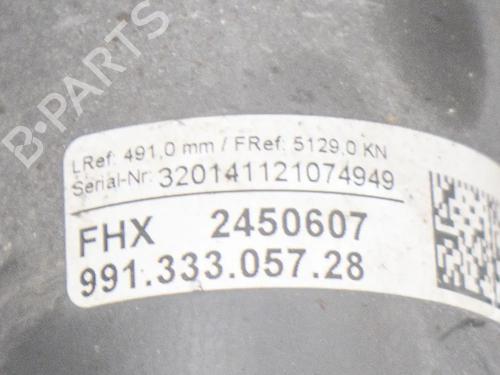 B-PARTS
LRef: 491,0 mm / FRef: 5129.0 KN
Serial-Nr: 320141121074949
FHX 2450607
991.333.057.28